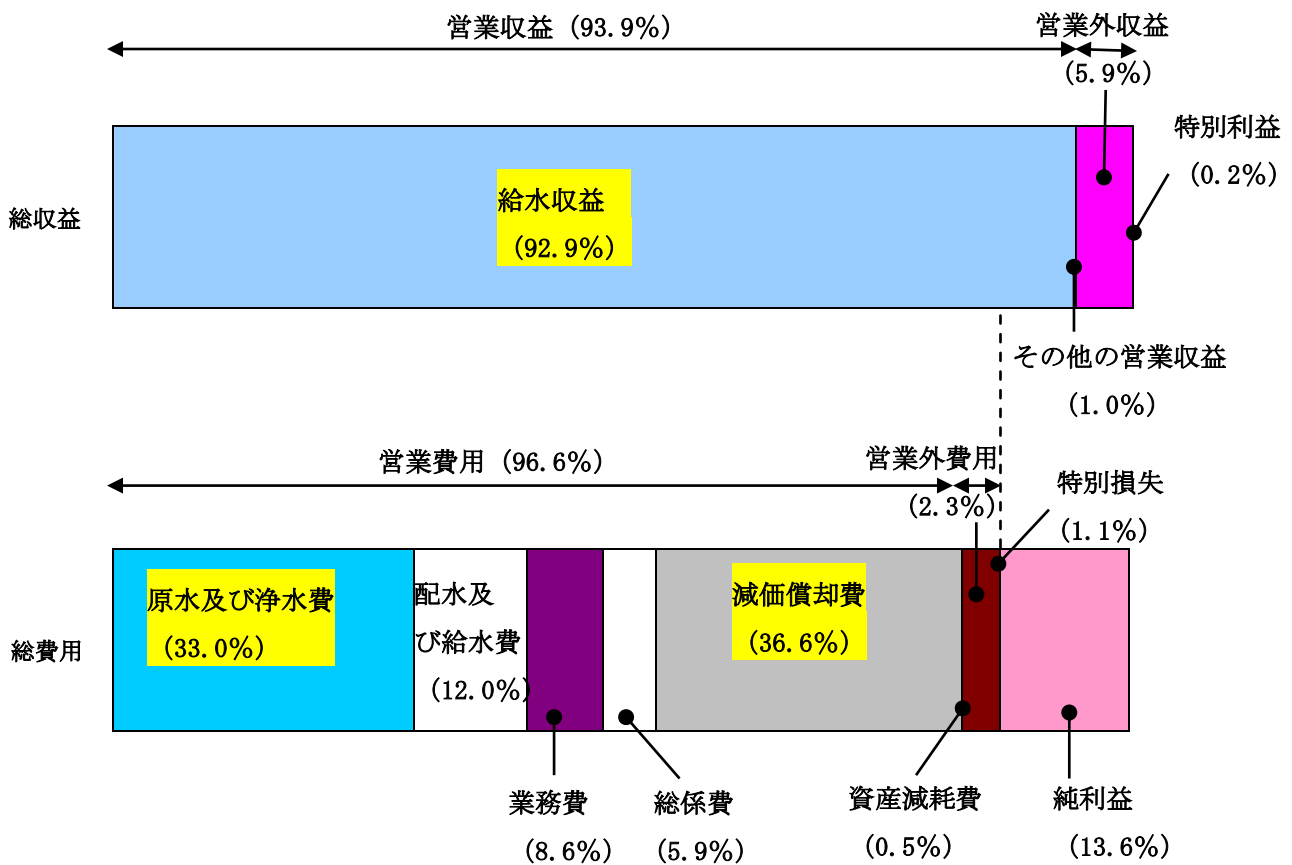 営業収益 (93.9%)
営業外収益
(5.9%)
特別利益
(0.2%)
総収益
給水収益
(92.9%)
その他の営業収益
(1.0%)
営業費用 (96.6%)
営業外費用
(2.3%)
特別損失
(1.1%)
総費用
原水及び浄水費
(33.0%)
配水及
び給水費
(12.0%)
減価償却費
(36.6%)
業務費
(8.6%)
総係費
(5.9%)
資産減耗費
(0.5%)
純利益
(13.6%)